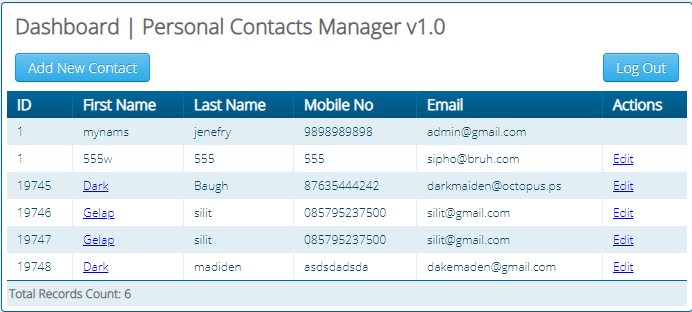 Dashboard | Personal Contacts Manager v1.0
Add New Contact Log Out
ID First Name Last Name Mobile No Email Actions
1 mynams jenefry 9898989898 admin@gmail.com
1 555w 555 555 sipho@bruh.com Edit
19745 Dark Baugh 87635444242 darkmaiden@octopus.ps Edit
19746 Gelap silit 085795237500 silit@gmail.com Edit
19747 Gelap silit 085795237500 silit@gmail.com Edit
19748 Dark madiden asdsdadsda dakemaden@gmail.com Edit
Total Records Count: 6